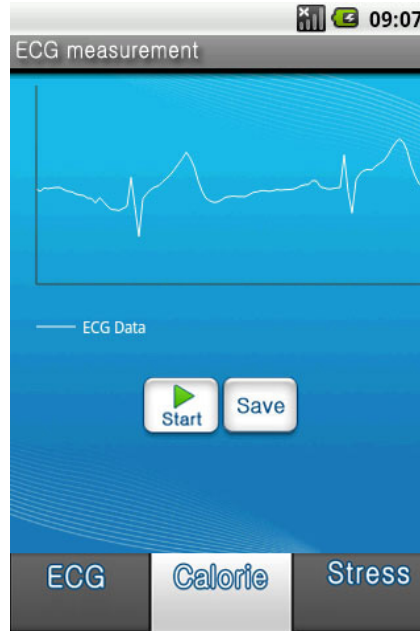 09:07
ECG measurement
ECG Data
Start
Save
ECG
Calorie
Stress